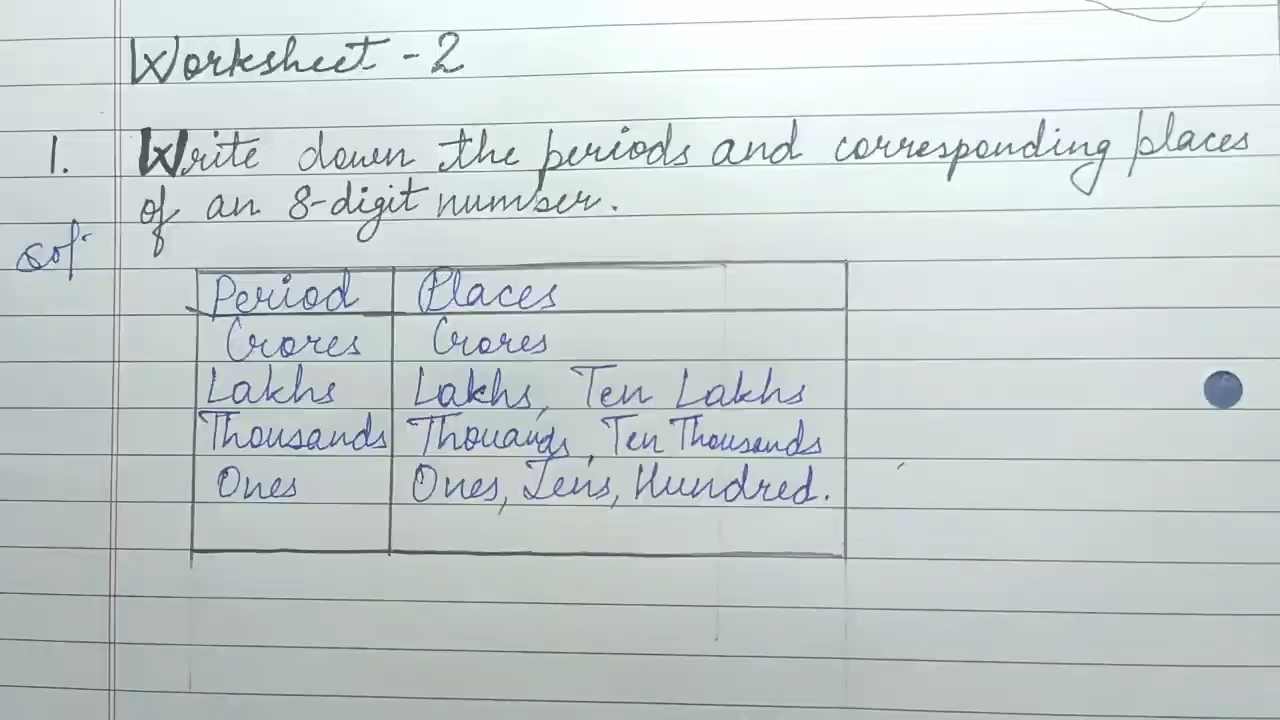 Worksheet - 2
1. Write down the periods and corresponding places
of an 8-digit number.
Sol:
Period Places
Crores Crores
Lakhs Lakhs, Ten Lakhs
Thousands Thouands, Ten Thousands
Ones Ones, Tens, Hundred.